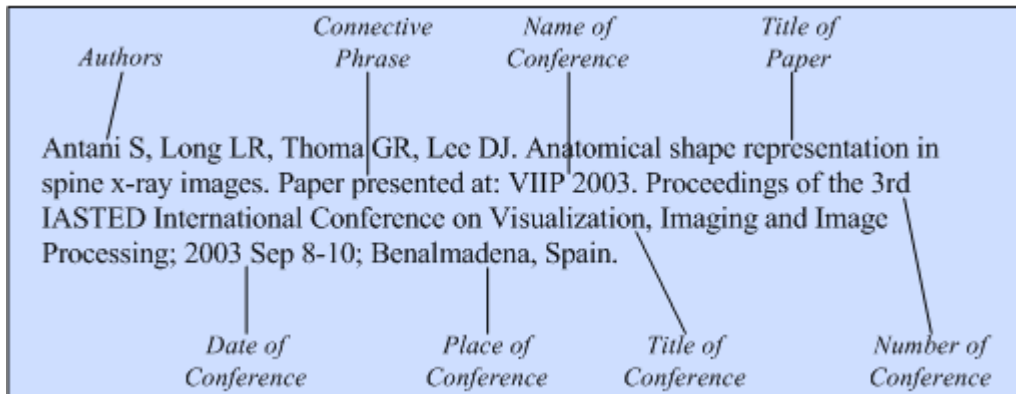 Connective Name of Title of
Authors Phrase Conference Paper
Antani S, Long LR, Thoma GR, Lee DJ. Anatomical shape representation in
spine x-ray images. Paper presented at: VIIP 2003. Proceedings of the 3rd
IASTED International Conference on Visualization, Imaging and Image
Processing; 2003 Sep 8-10; Benalmadena, Spain.
Date of Place of Title of Number of
Conference Conference Conference Conference